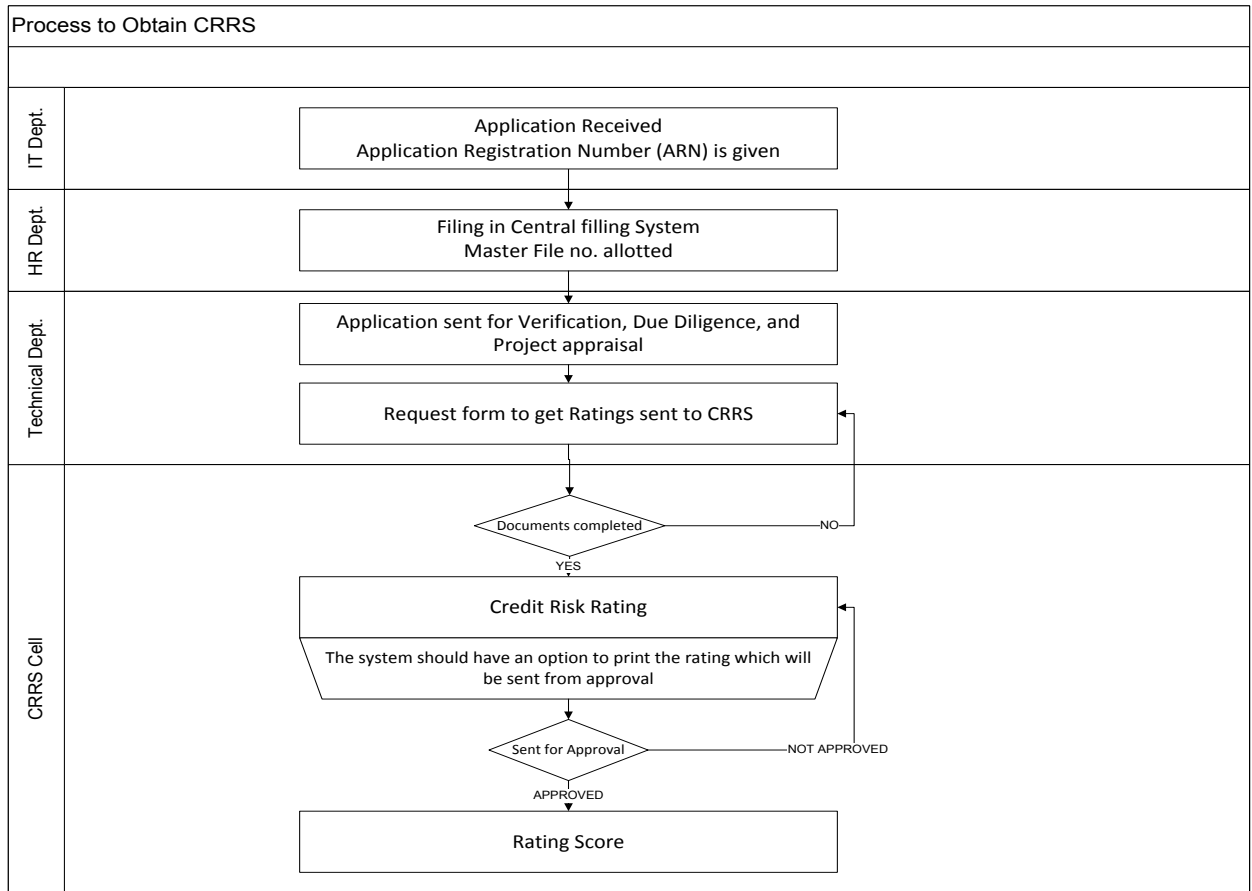 Process to Obtain CRRS
IT Dept.
Application Received
Application Registration Number (ARN) is given
HR Dept.
Filing in Central filling System
Master File no. allotted
Technical Dept.
Application sent for Verification, Due Diligence, and
Project appraisal
Request form to get Ratings sent to CRRS
CRRS Cell
Documents completed
NO
YES
Credit Risk Rating
The system should have an option to print the rating which will
be sent from approval
Sent for Approval
NOT APPROVED
APPROVED
Rating Score